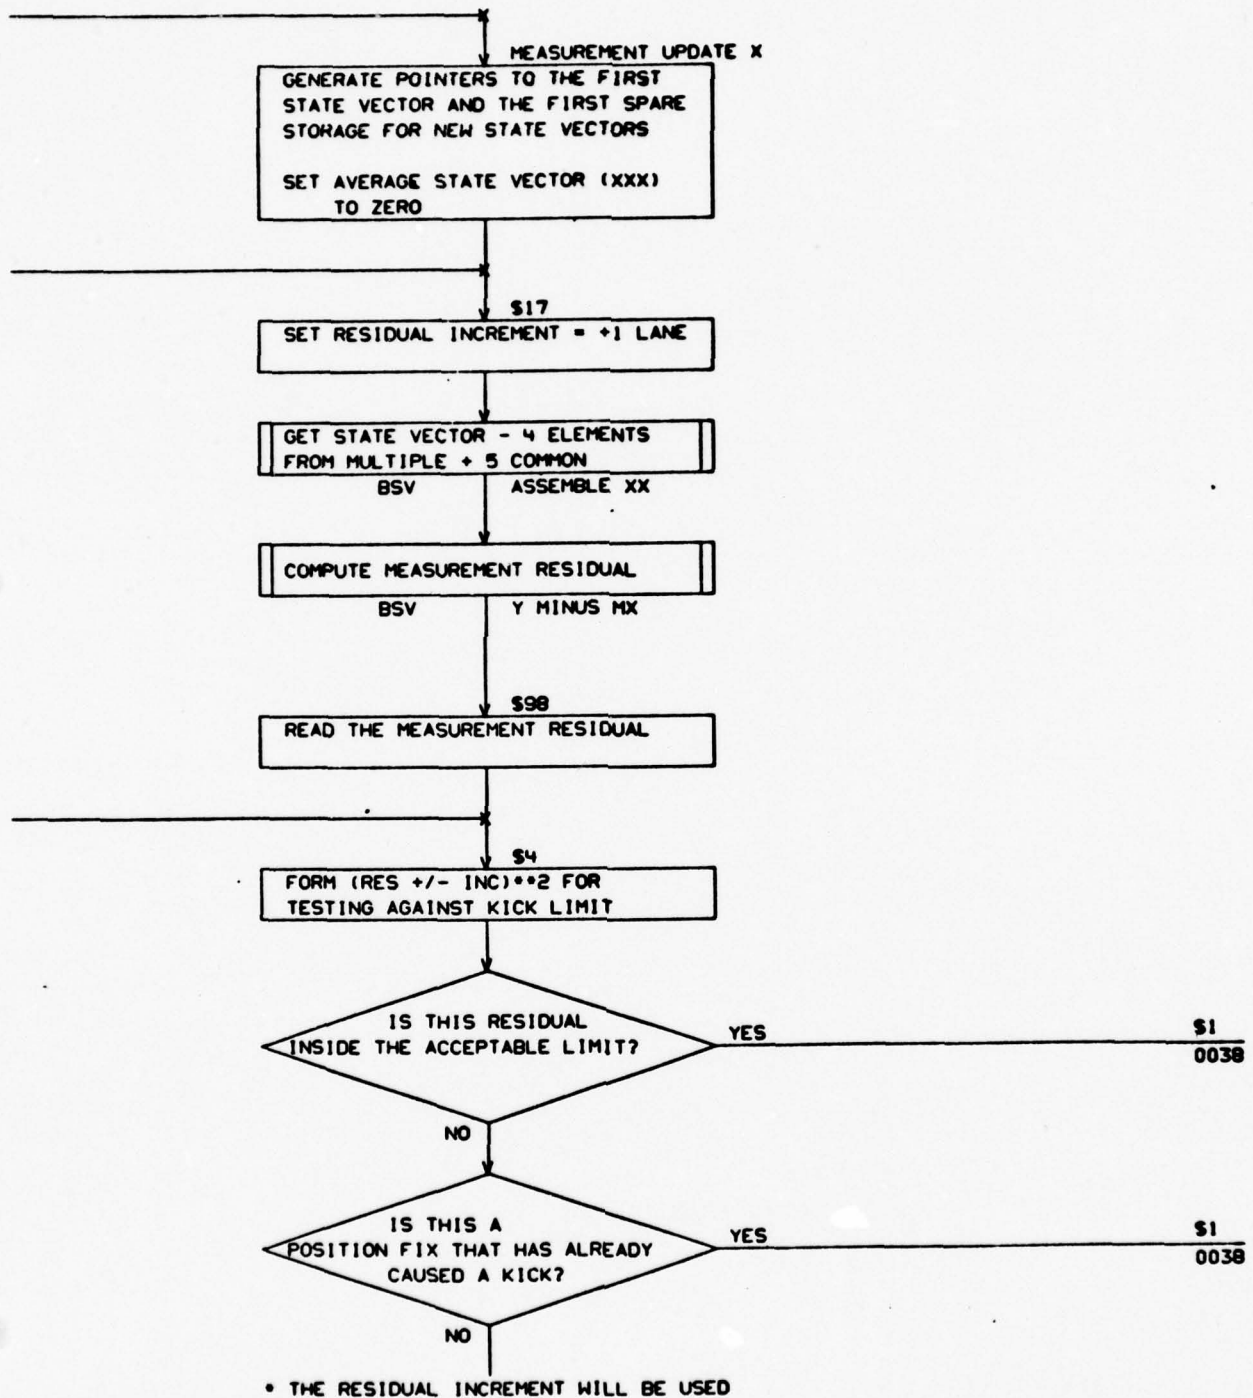 MEASUREMENT UPDATE X
GENERATE POINTERS TO THE FIRST
STATE VECTOR AND THE FIRST SPARE
STORAGE FOR NEW STATE VECTORS
SET AVERAGE STATE VECTOR (XXX)
TO ZERO
$17
SET RESIDUAL INCREMENT = +1 LANE
GET STATE VECTOR - 4 ELEMENTS
FROM MULTIPLE + 5 COMMON
BSV ASSEMBLE XX
COMPUTE MEASUREMENT RESIDUAL
BSV Y MINUS MX
$98
READ THE MEASUREMENT RESIDUAL
$4
FORM (RES +/- INC)**2 FOR
TESTING AGAINST KICK LIMIT
IS THIS RESIDUAL
INSIDE THE ACCEPTABLE LIMIT?
YES
$1
0038
NO
IS THIS A
POSITION FIX THAT HAS ALREADY
CAUSED A KICK?
YES
$1
0038
NO
* THE RESIDUAL INCREMENT WILL BE USED